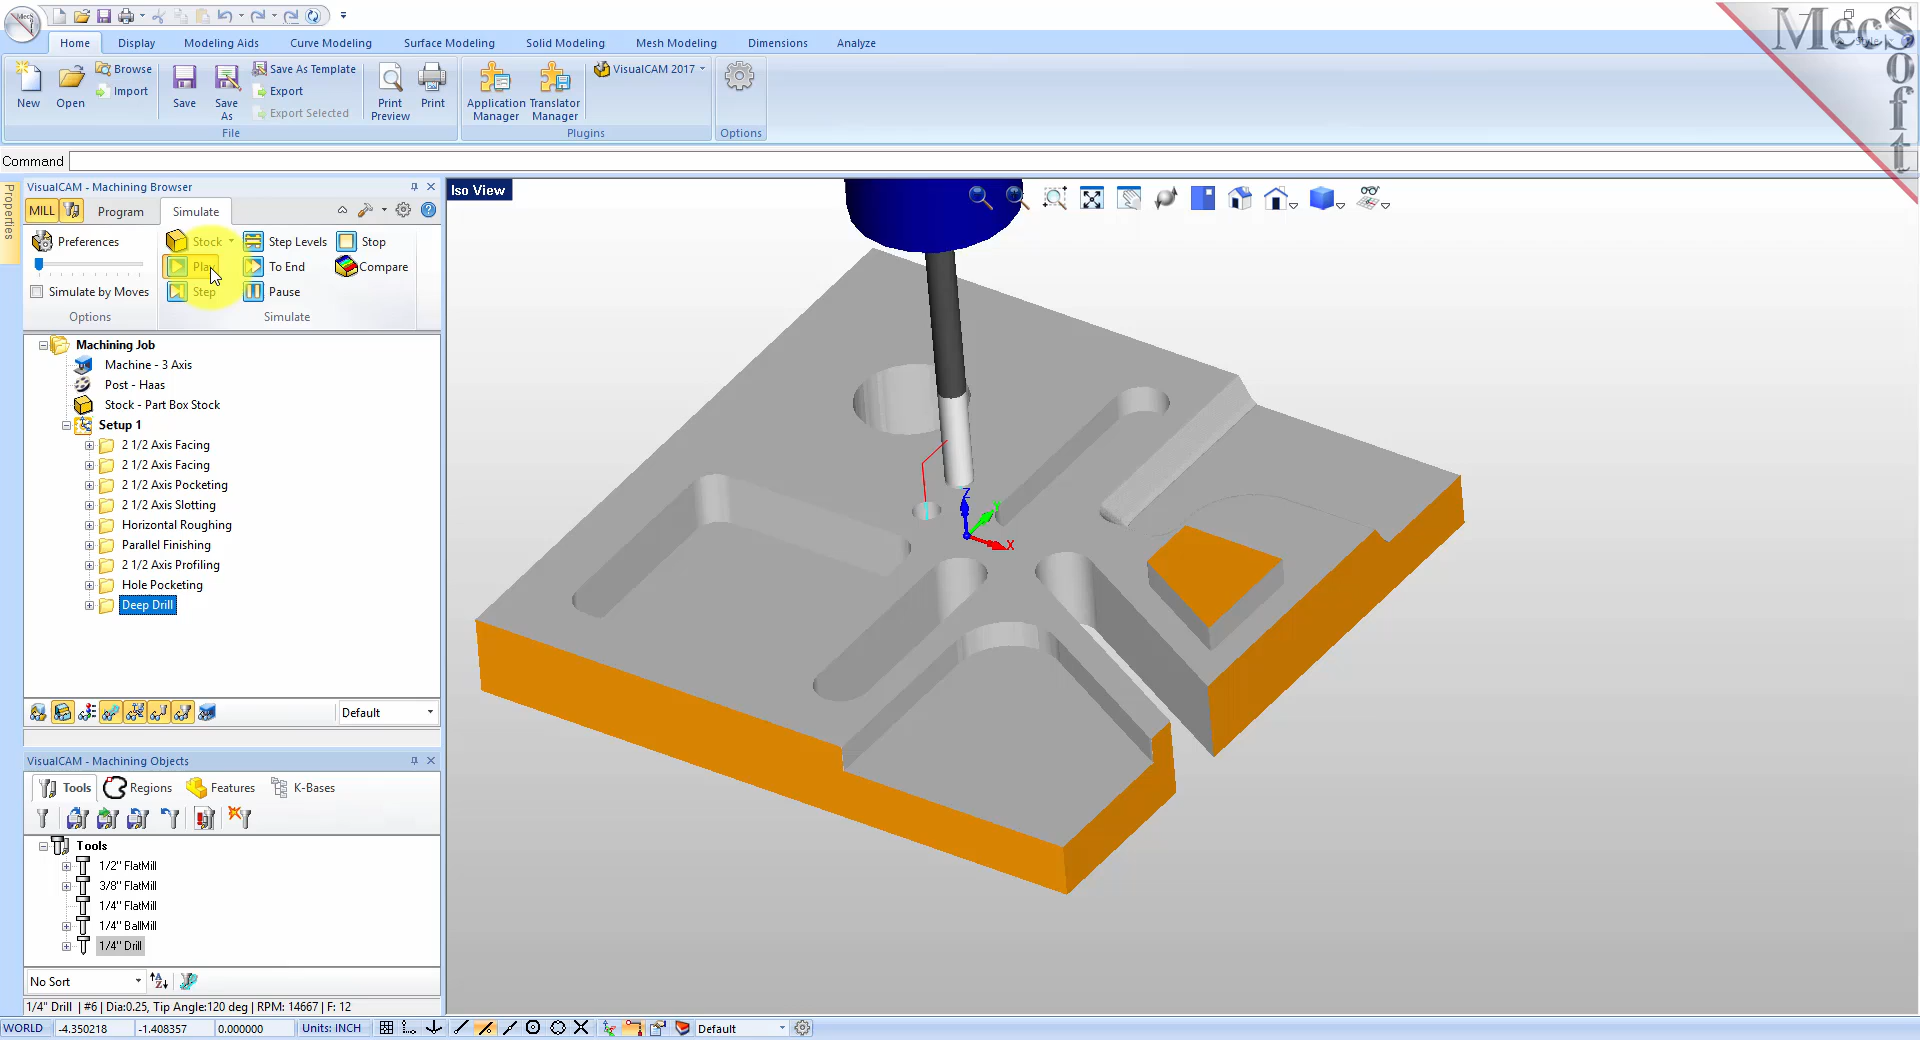 MecSoft
Home Display Modeling Aids Curve Modeling Surface Modeling Solid Modeling Mesh Modeling Dimensions Analyze
New Open Browse Import Save Save As Save As Template Export Export Selected Print Preview Print
Application Manager Translator Manager VisualCAM 2017
File Plugins Options
Command
Properties
VisualCAM - Machining Browser
MILL Program Simulate
Preferences Stock Step Levels Stop
Play To End Compare
Simulate by Moves Step Pause
Options Simulate
Machining Job
Machine - 3 Axis
Post - Haas
Stock - Part Box Stock
Setup 1
2 1/2 Axis Facing
2 1/2 Axis Facing
2 1/2 Axis Pocketing
2 1/2 Axis Slotting
Horizontal Roughing
Parallel Finishing
2 1/2 Axis Profiling
Hole Pocketing
Deep Drill
Default
Iso View
Z
Y
X
VisualCAM - Machining Objects
Tools Regions Features K-Bases
Tools
1/2" FlatMill
3/8" FlatMill
1/4" FlatMill
1/4" BallMill
1/4" Drill
No Sort
1/4" Drill | #6 | Dia:0.25, Tip Angle:120 deg | RPM: 14667 | F: 12
WORLD -4.350218 -1.408357 0.000000 Units: INCH Default